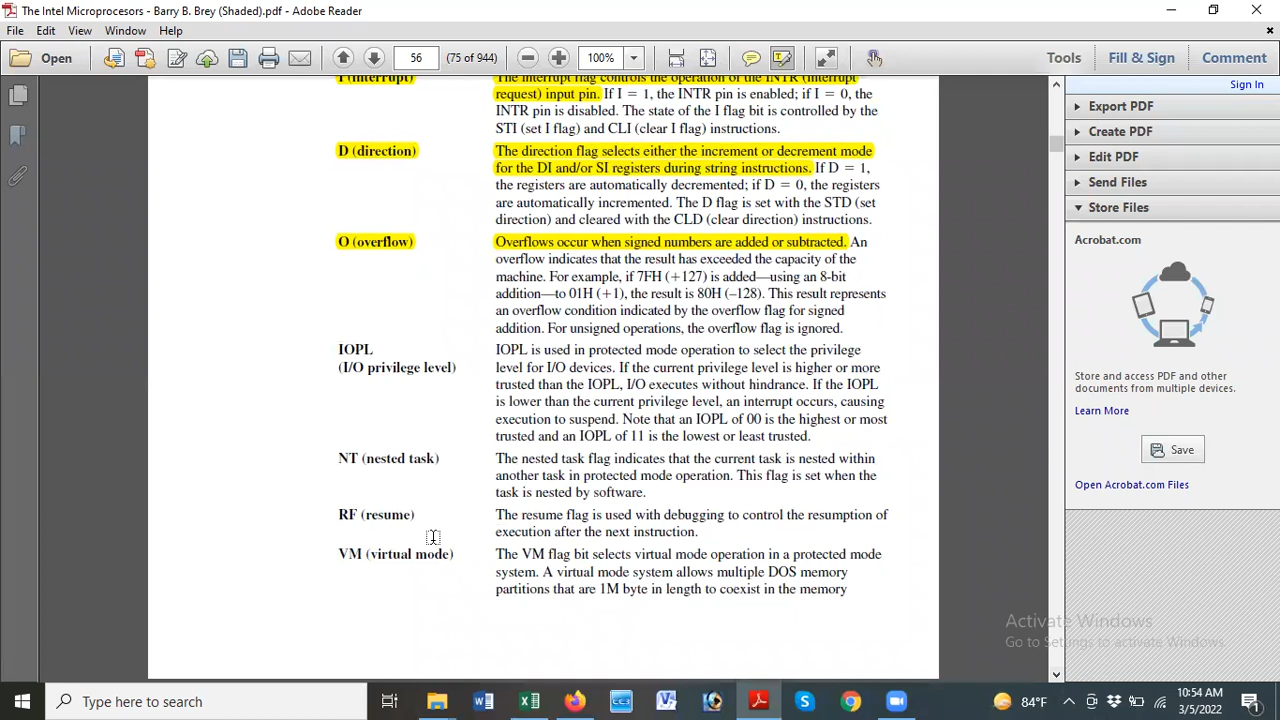 The Intel Microprocesors - Barry B. Brey (Shaded).pdf - Adobe Reader
File Edit View Window Help
Open 56 (75 of 944) 100% Tools Fill & Sign Comment
I (interrupt) The interrupt flag controls the operation of the INTR (interrupt
request) input pin. If I = 1, the INTR pin is enabled; if I = 0, the
INTR pin is disabled. The state of the I flag bit is controlled by the
STI (set I flag) and CLI (clear I flag) instructions.
D (direction) The direction flag selects either the increment or decrement mode
for the DI and/or SI registers during string instructions. If D = 1,
the registers are automatically decremented; if D = 0, the registers
are automatically incremented. The D flag is set with the STD (set
direction) and cleared with the CLD (clear direction) instructions.
O (overflow) Overflows occur when signed numbers are added or subtracted. An
overflow indicates that the result has exceeded the capacity of the
machine. For example, if 7FH (+127) is added—using an 8-bit
addition—to 01H (+1), the result is 80H (–128). This result represents
an overflow condition indicated by the overflow flag for signed
addition. For unsigned operations, the overflow flag is ignored.
IOPL IOPL is used in protected mode operation to select the privilege
(I/O privilege level) level for I/O devices. If the current privilege level is higher or more
trusted than the IOPL, I/O executes without hindrance. If the IOPL
is lower than the current privilege level, an interrupt occurs, causing
execution to suspend. Note that an IOPL of 00 is the highest or most
trusted and an IOPL of 11 is the lowest or least trusted.
NT (nested task) The nested task flag indicates that the current task is nested within
another task in protected mode operation. This flag is set when the
task is nested by software.
RF (resume) The resume flag is used with debugging to control the resumption of
execution after the next instruction.
VM (virtual mode) The VM flag bit selects virtual mode operation in a protected mode
system. A virtual mode system allows multiple DOS memory
partitions that are 1M byte in length to coexist in the memory
Sign In
Export PDF
Create PDF
Edit PDF
Send Files
Store Files
Acrobat.com
Store and access PDF and other
documents from multiple devices.
Learn More
Save
Open Acrobat.com Files
Activate Windows
Go to Settings to activate Windows.
Type here to search
CC3
84°F
10:54 AM
3/5/2022
1